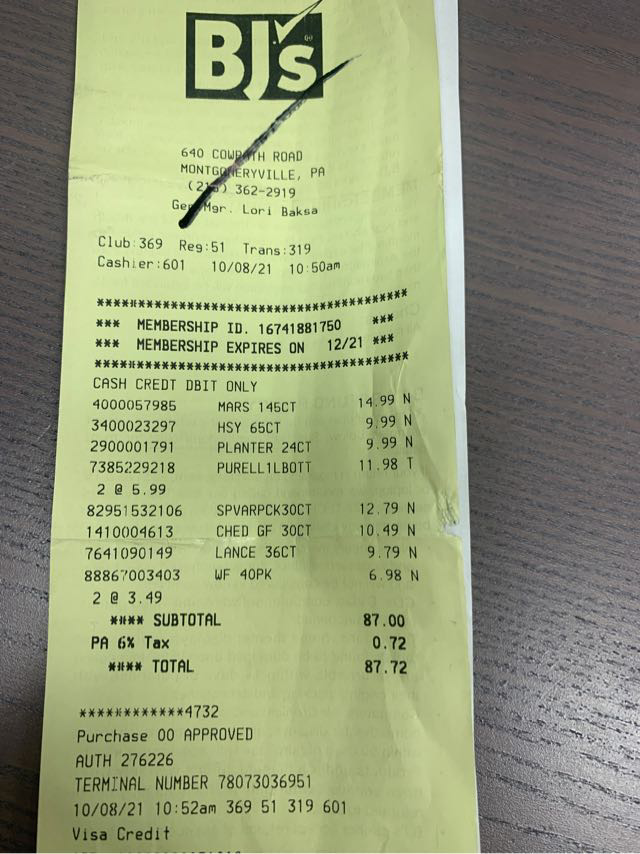 BJ's
640 COWPATH ROAD
MONTGOMERYVILLE, PA
(215) 362-2919
Gen Mgr. Lori Baksa
Club:369 Reg:51 Trans:319
Cashier:601 10/08/21 10:50am
*****************************************
*** MEMBERSHIP ID. 16741881750 ***
*** MEMBERSHIP EXPIRES ON 12/21 ***
*****************************************
CASH CREDT DBIT ONLY
4000057985 MARS 145CT 14.99 N
3400023297 HSY 65CT 9.99 N
2900001791 PLANTER 24CT 9.99 N
7385229218 PURELL1LBOTT 11.98 T
2 @ 5.99
82951532106 SPVARPCK30CT 12.79 N
1410004613 CHED GF 30CT 10.49 N
7641090149 LANCE 36CT 9.79 N
88867003403 WF 40PK 6.98 N
2 @ 3.49
**** SUBTOTAL 87.00
PA 6% Tax 0.72
**** TOTAL 87.72
************4732
Purchase 00 APPROVED
AUTH 276226
TERMINAL NUMBER 78073036951
10/08/21 10:52am 369 51 319 601
Visa Credit